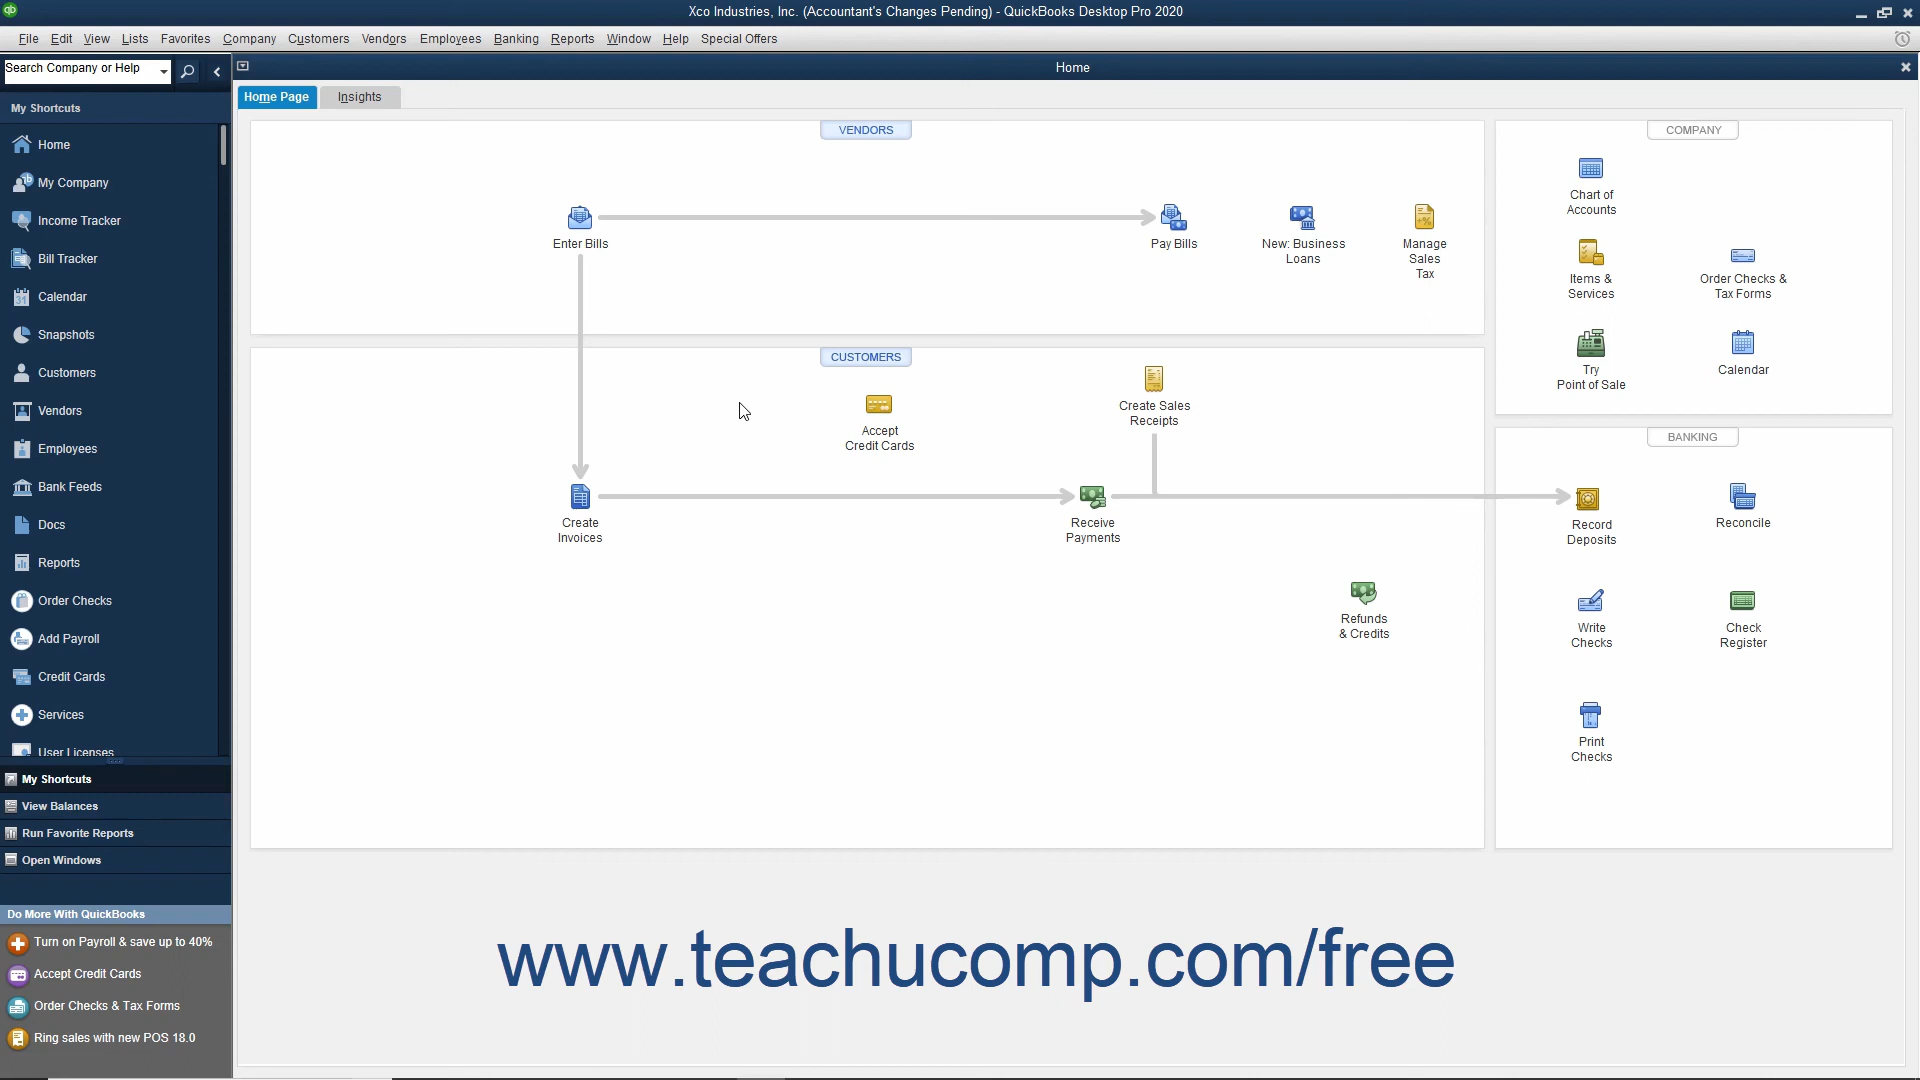 Xco Industries, Inc. (Accountant's Changes Pending) - QuickBooks Desktop Pro 2020
File Edit View Lists Favorites Company Customers Vendors Employees Banking Reports Window Help Special Offers
Search Company or Help
Home
Home Page Insights
My Shortcuts
Home
My Company
Income Tracker
Bill Tracker
Calendar
Snapshots
Customers
Vendors
Employees
Bank Feeds
Docs
Reports
Order Checks
Add Payroll
Credit Cards
Services
User Licenses
My Shortcuts
View Balances
Run Favorite Reports
Open Windows
Do More With QuickBooks
Turn on Payroll & save up to 40%
Accept Credit Cards
Order Checks & Tax Forms
Ring sales with new POS 18.0
VENDORS
Enter Bills
Pay Bills
New: Business
Loans
Manage
Sales
Tax
CUSTOMERS
Accept
Credit Cards
Create Sales
Receipts
Create
Invoices
Receive
Payments
Refunds
& Credits
COMPANY
Chart of
Accounts
Items &
Services
Order Checks &
Tax Forms
Try
Point of Sale
Calendar
BANKING
Record
Deposits
Reconcile
Write
Checks
Check
Register
Print
Checks
www.teachucomp.com/free